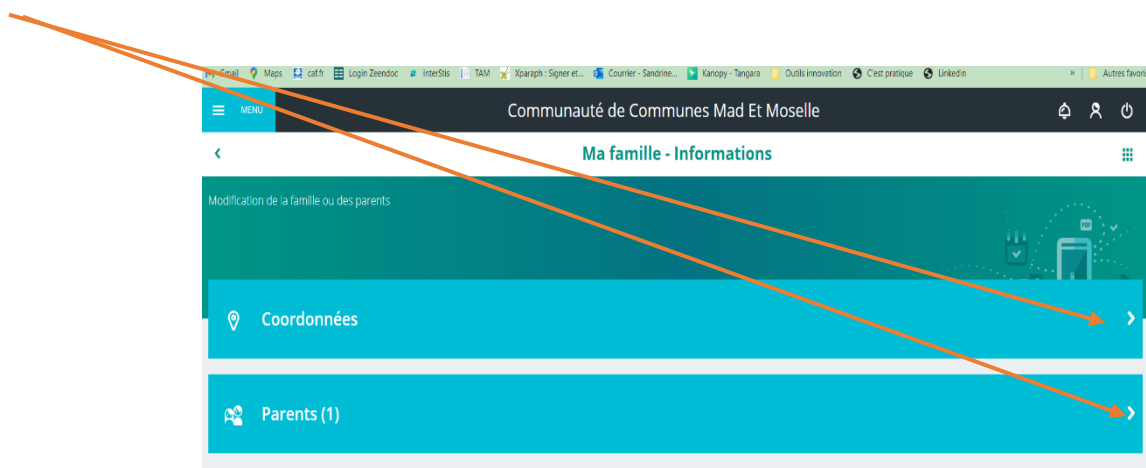 Gmail Maps caf.fr Login Zeendoc interStis TAM Xparaph : Signer et... Courrier - Sandrine... Kanopy - Tangara Outils innovation C'est pratique Linkedin » Autres favoris
MENU Communauté de Communes Mad Et Moselle
Ma famille - Informations
Modification de la famille ou des parents
PDF
Coordonnées
Parents (1)